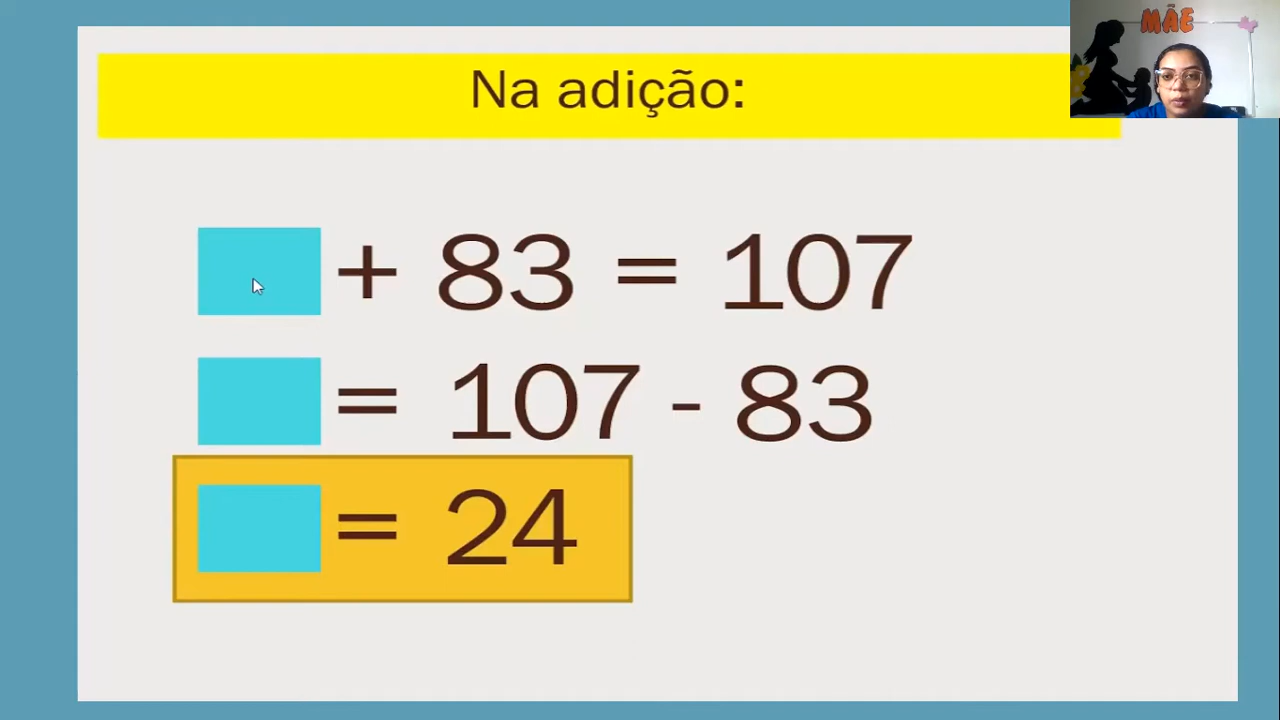 MÃE
Na adição:
+ 83 = 107
= 107 - 83
= 24